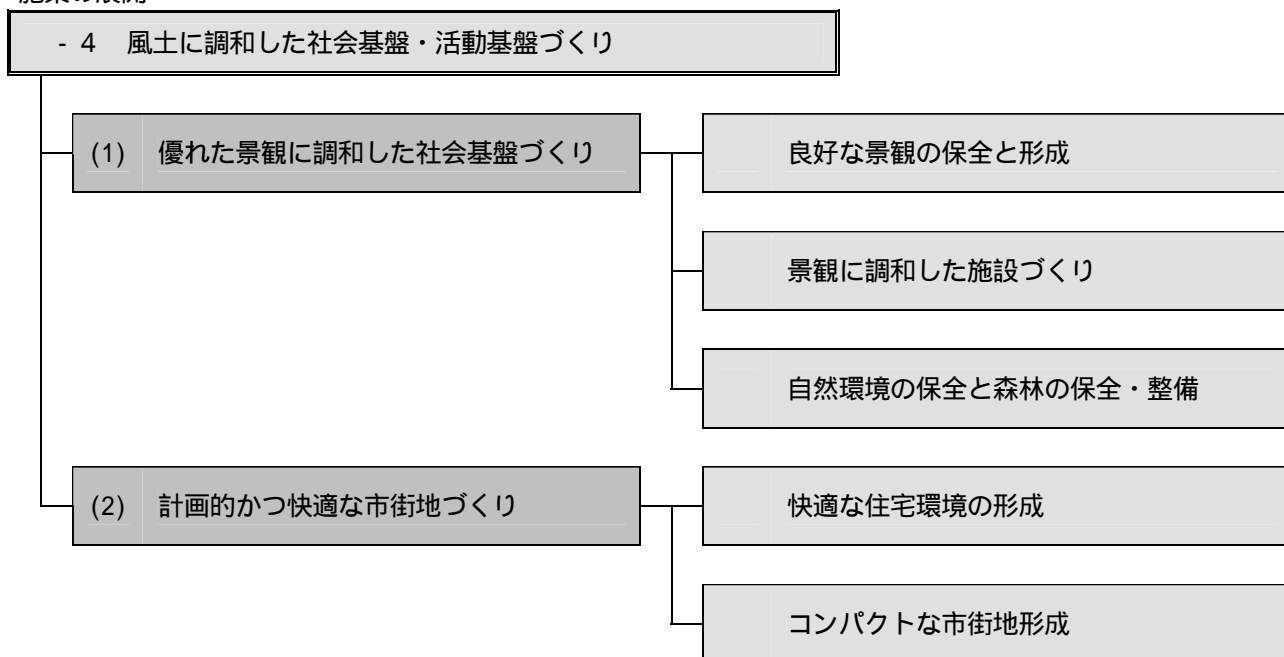 - 4 風土に調和した社会基盤・活動基盤づくり
(1) 優れた景観に調和した社会基盤づくり
良好な景観の保全と形成
景観に調和した施設づくり
自然環境の保全と森林の保全・整備
(2) 計画的かつ快適な市街地づくり
快適な住宅環境の形成
コンパクトな市街地形成